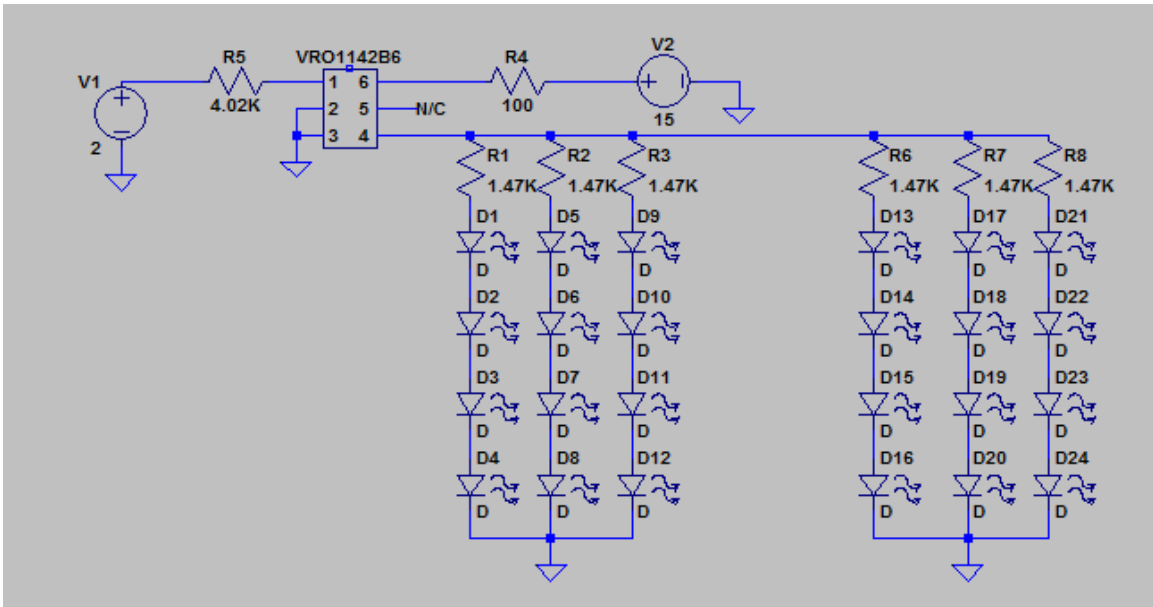 V2
R5 VRO1142B6 R4
V1 + 1 6 + -
4.02K 2 5 N/C 100
2 3 4 15
R1 R2 R3 R6 R7 R8
1.47K 1.47K 1.47K 1.47K 1.47K 1.47K
D1 D5 D9 D13 D17 D21
D D D D D D
D2 D6 D10 D14 D18 D22
D D D D D D
D3 D7 D11 D15 D19 D23
D D D D D D
D4 D8 D12 D16 D20 D24
D D D D D D